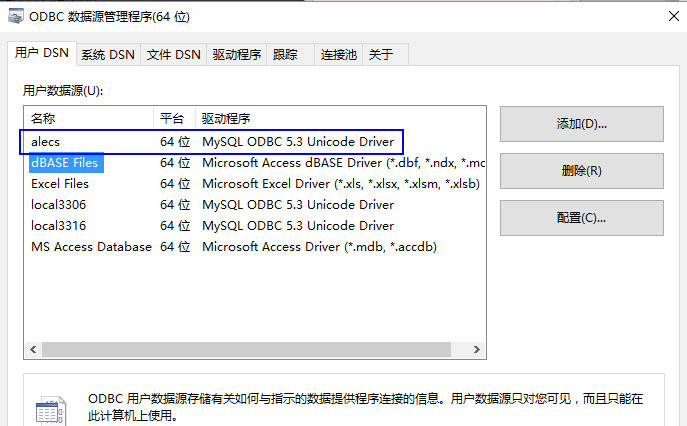 ODBC 数据源管理程序(64 位)
用户 DSN 系统 DSN 文件 DSN 驱动程序 跟踪 连接池 关于
用户数据源(U):
名称 平台 驱动程序
alecs 64 位 MySQL ODBC 5.3 Unicode Driver
dBASE Files 64 位 Microsoft Access dBASE Driver (*.dbf, *.ndx, *.mc
Excel Files 64 位 Microsoft Excel Driver (*.xls, *.xlsx, *.xlsm, *.xlsb)
local3306 64 位 MySQL ODBC 5.3 Unicode Driver
local3316 64 位 MySQL ODBC 5.3 Unicode Driver
MS Access Database 64 位 Microsoft Access Driver (*.mdb, *.accdb)
添加(D)...
删除(R)
配置(C)...
ODBC 用户数据源存储有关如何与指示的数据提供程序连接的信息。用户数据源只对您可见，而且只能在
此计算机上使用。